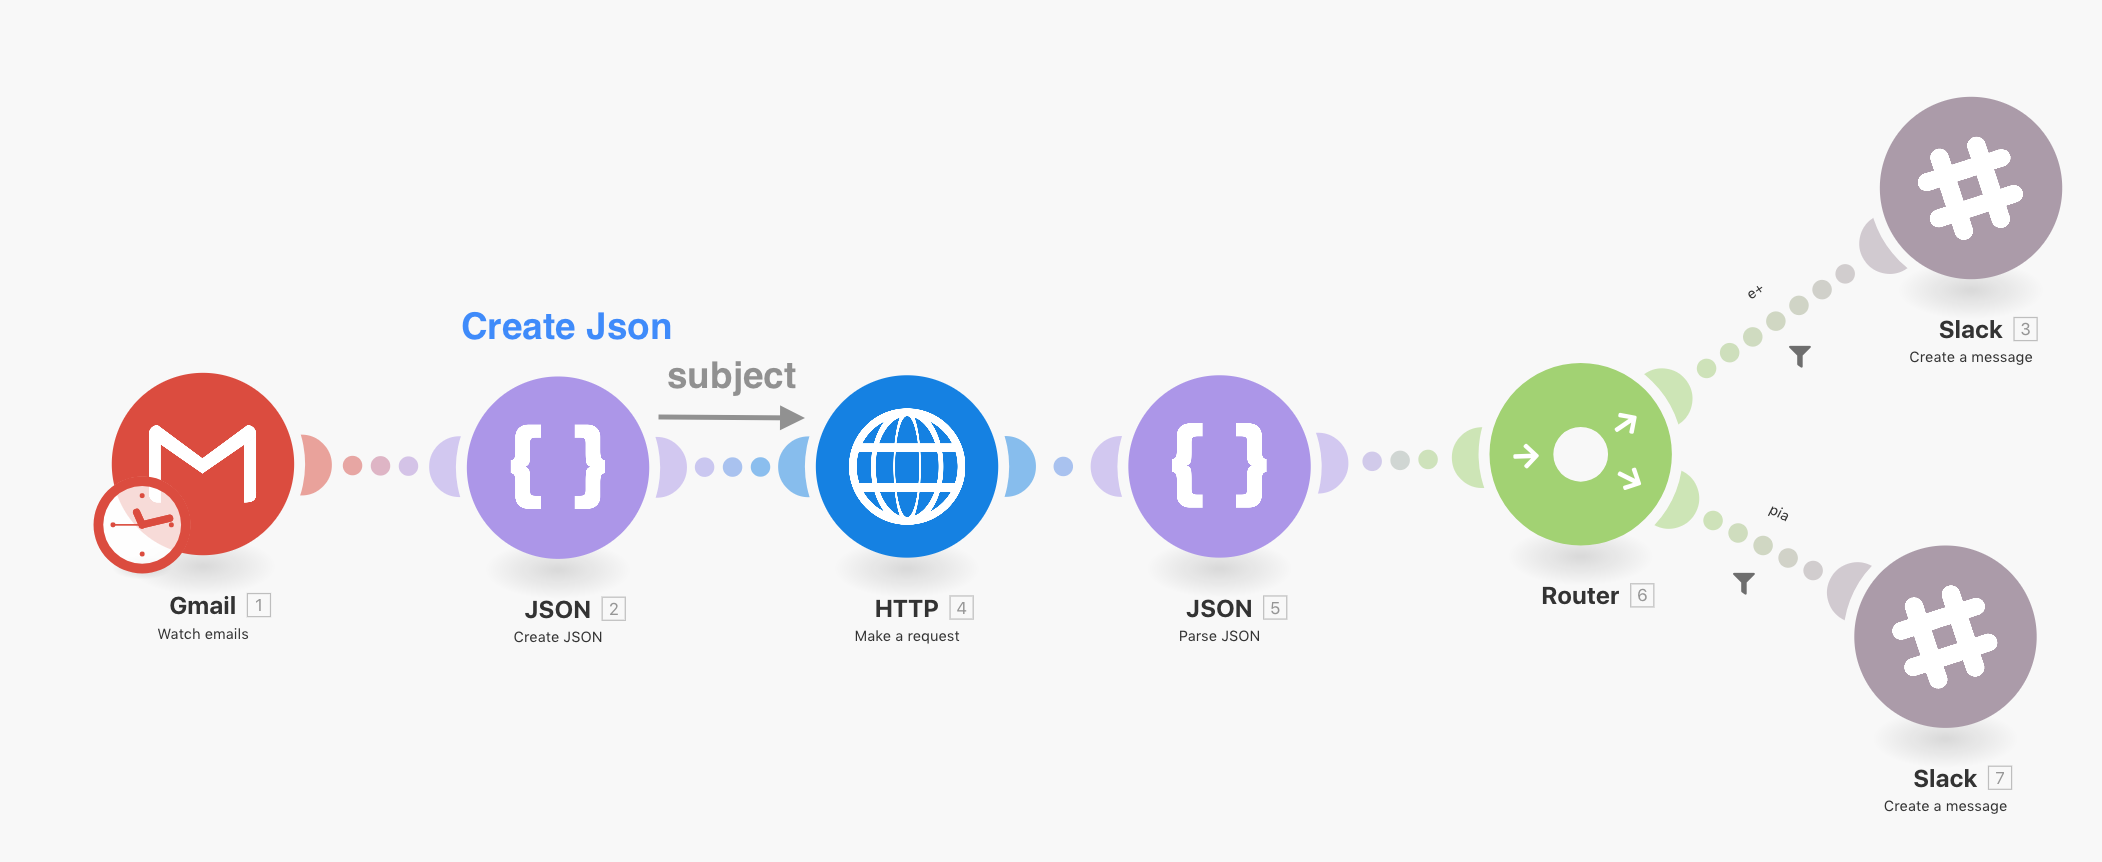 Create Json
subject
e+
Slack 3
Create a message
pia
Gmail 1
Watch emails
JSON 2
Create JSON
HTTP 4
Make a request
JSON 5
Parse JSON
Router 6
Slack 7
Create a message